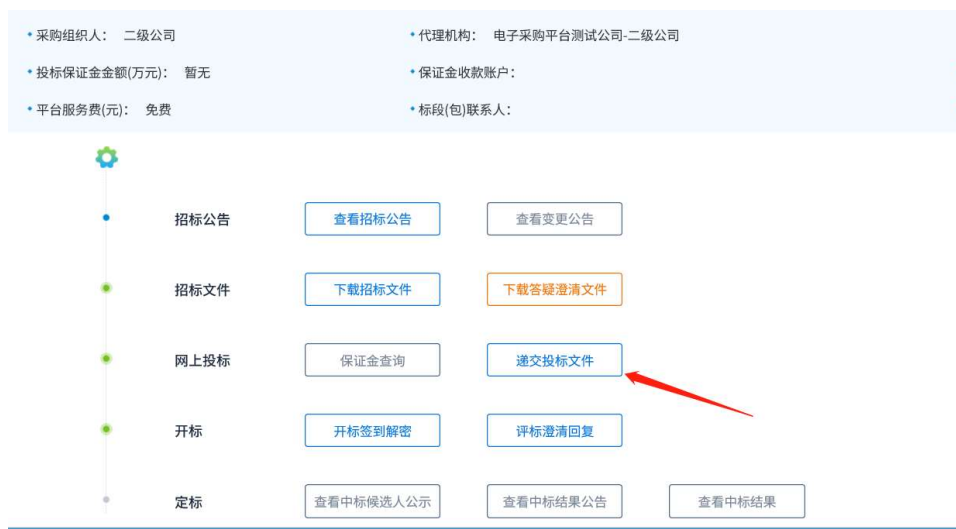 采购组织人： 二级公司 代理机构： 电子采购平台测试公司-二级公司
投标保证金金额(万元)： 暂无 保证金收款账户：
平台服务费(元)： 免费 标段(包)联系人：
招标公告 查看招标公告 查看变更公告
招标文件 下载招标文件 下载答疑澄清文件
网上投标 保证金查询 递交投标文件
开标 开标签到解密 评标澄清回复
定标 查看中标候选人公示 查看中标结果公告 查看中标结果